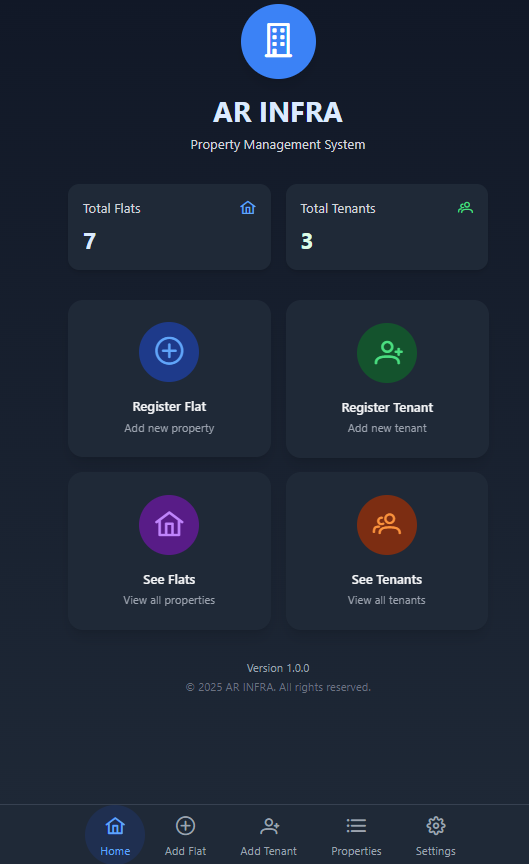 AR INFRA
Property Management System
Total Flats
7
Total Tenants
3
Register Flat
Add new property
Register Tenant
Add new tenant
See Flats
View all properties
See Tenants
View all tenants
Version 1.0.0
© 2025 AR INFRA. All rights reserved.
Home
Add Flat
Add Tenant
Properties
Settings